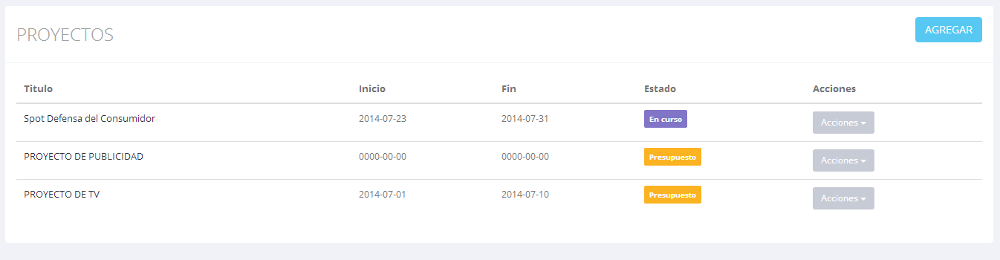 PROYECTOS
AGREGAR
Titulo Inicio Fin Estado Acciones
Spot Defensa del Consumidor 2014-07-23 2014-07-31 En curso Acciones
PROYECTO DE PUBLICIDAD 0000-00-00 0000-00-00 Presupuesto Acciones
PROYECTO DE TV 2014-07-01 2014-07-10 Presupuesto Acciones